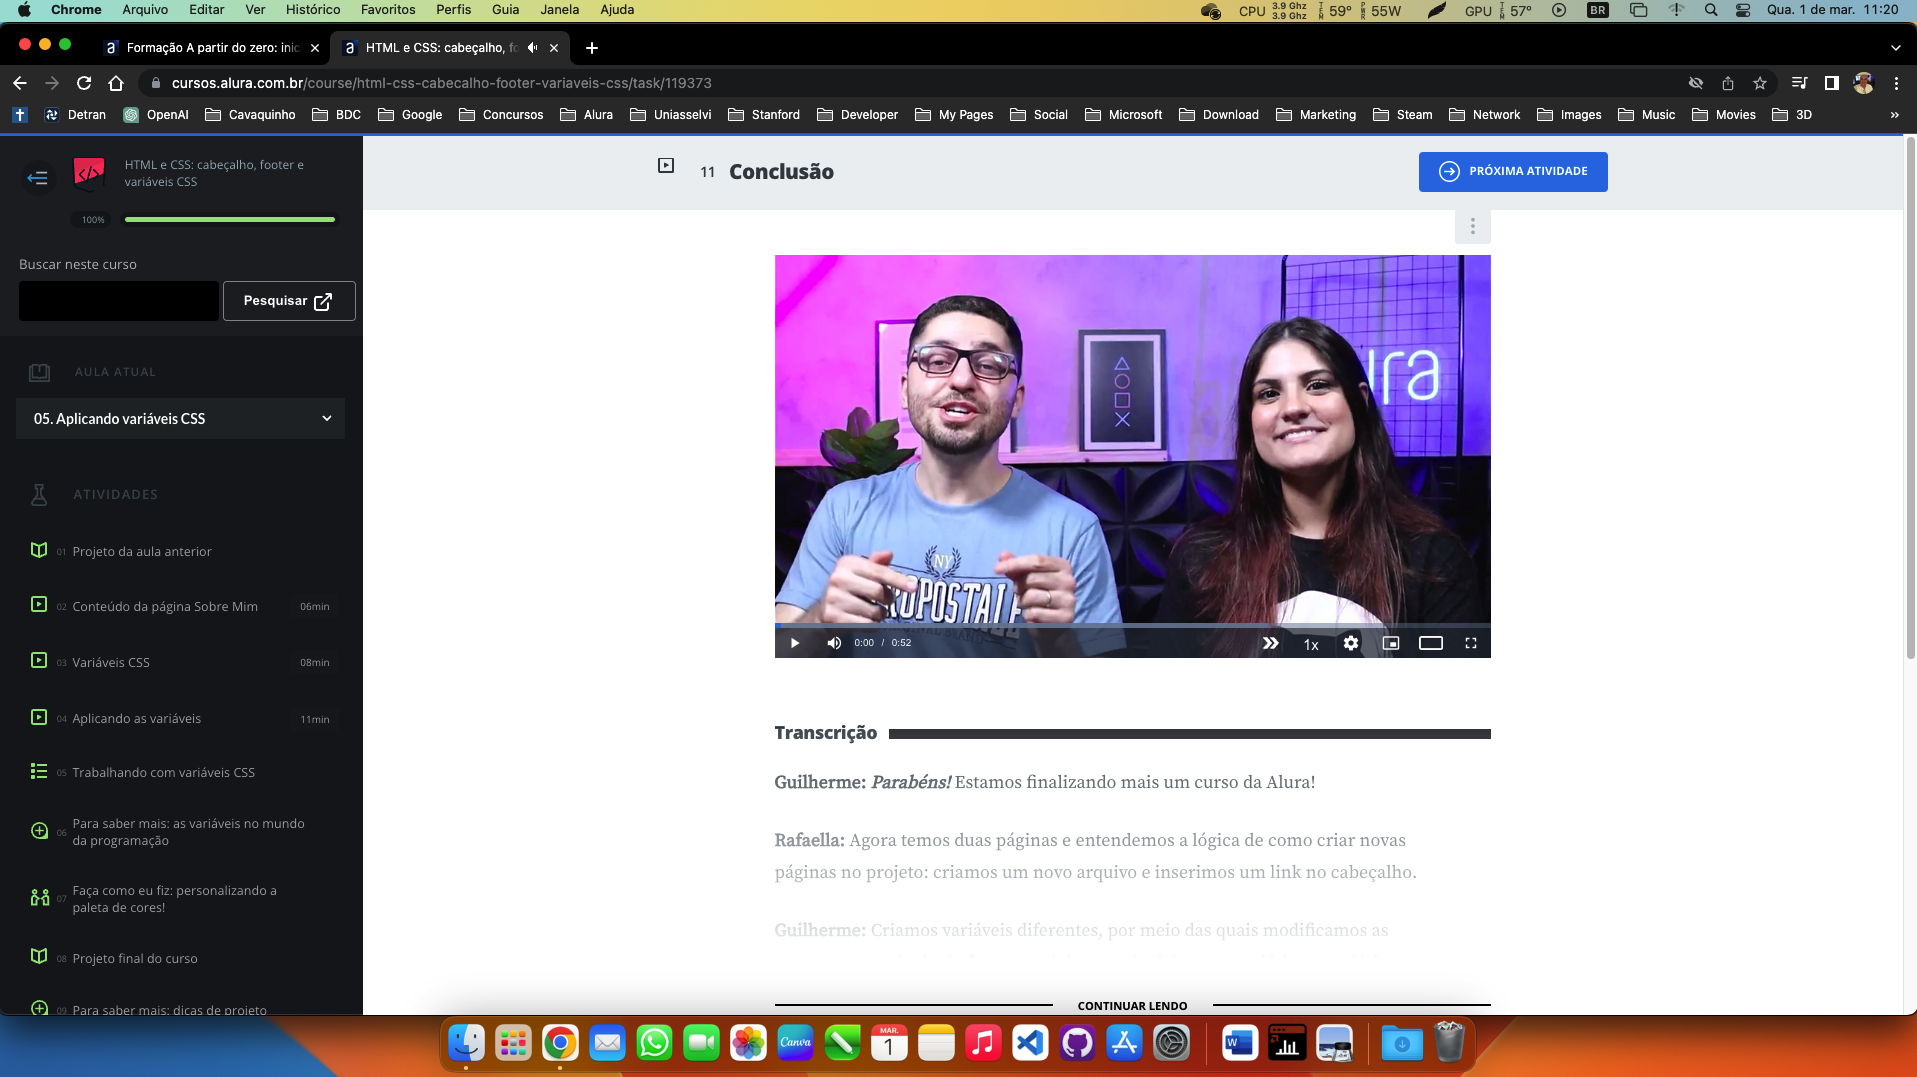 Chrome Arquivo Editar Ver Histórico Favoritos Perfis Guia Janela Ajuda
CPU 3.9 Ghz 3.9 Ghz 59° 55W GPU 57° BR Qua. 1 de mar. 11:20
Formação A partir do zero: inic
HTML e CSS: cabeçalho, fo
cursos.alura.com.br/course/html-css-cabecalho-footer-variaveis-css/task/119373
Detran OpenAI Cavaquinho BDC Google Concursos Alura Uniasselvi Stanford Developer My Pages Social Microsoft Download Marketing Steam Network Images Music Movies 3D »
HTML e CSS: cabeçalho, footer e
variáveis CSS
100%
Buscar neste curso
Pesquisar
AULA ATUAL
05. Aplicando variáveis CSS
ATIVIDADES
01 Projeto da aula anterior
02 Conteúdo da página Sobre Mim 06min
03 Variáveis CSS 08min
04 Aplicando as variáveis 11min
05 Trabalhando com variáveis CSS
06 Para saber mais: as variáveis no mundo
da programação
07 Faça como eu fiz: personalizando a
paleta de cores!
08 Projeto final do curso
09 Para saber mais: dicas de projeto
11 Conclusão
PRÓXIMA ATIVIDADE
ura
NY
0:00 / 0:52
1x
Transcrição
Guilherme: Parabéns! Estamos finalizando mais um curso da Alura!
Rafaella: Agora temos duas páginas e entendemos a lógica de como criar novas
páginas no projeto: criamos um novo arquivo e inserimos um link no cabeçalho.
Guilherme: Criamos variáveis diferentes, por meio das quais modificamos as
CONTINUAR LENDO
Canva
MAR.
1
W